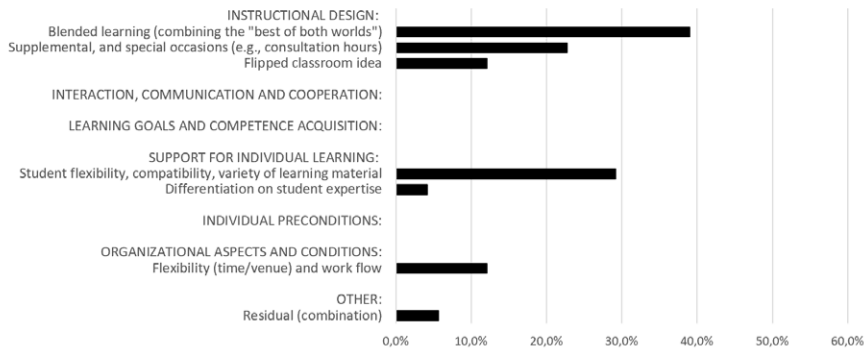 INSTRUCTIONAL DESIGN:
Blended learning (combining the "best of both worlds")
Supplemental, and special occasions (e.g., consultation hours)
Flipped classroom idea
INTERACTION, COMMUNICATION AND COOPERATION:
LEARNING GOALS AND COMPETENCE ACQUISITION:
SUPPORT FOR INDIVIDUAL LEARNING:
Student flexibility, compatibility, variety of learning material
Differentiation on student expertise
INDIVIDUAL PRECONDITIONS:
ORGANIZATIONAL ASPECTS AND CONDITIONS:
Flexibility (time/venue) and work flow
OTHER:
Residual (combination)
0,0% 10,0% 20,0% 30,0% 40,0% 50,0% 60,0%